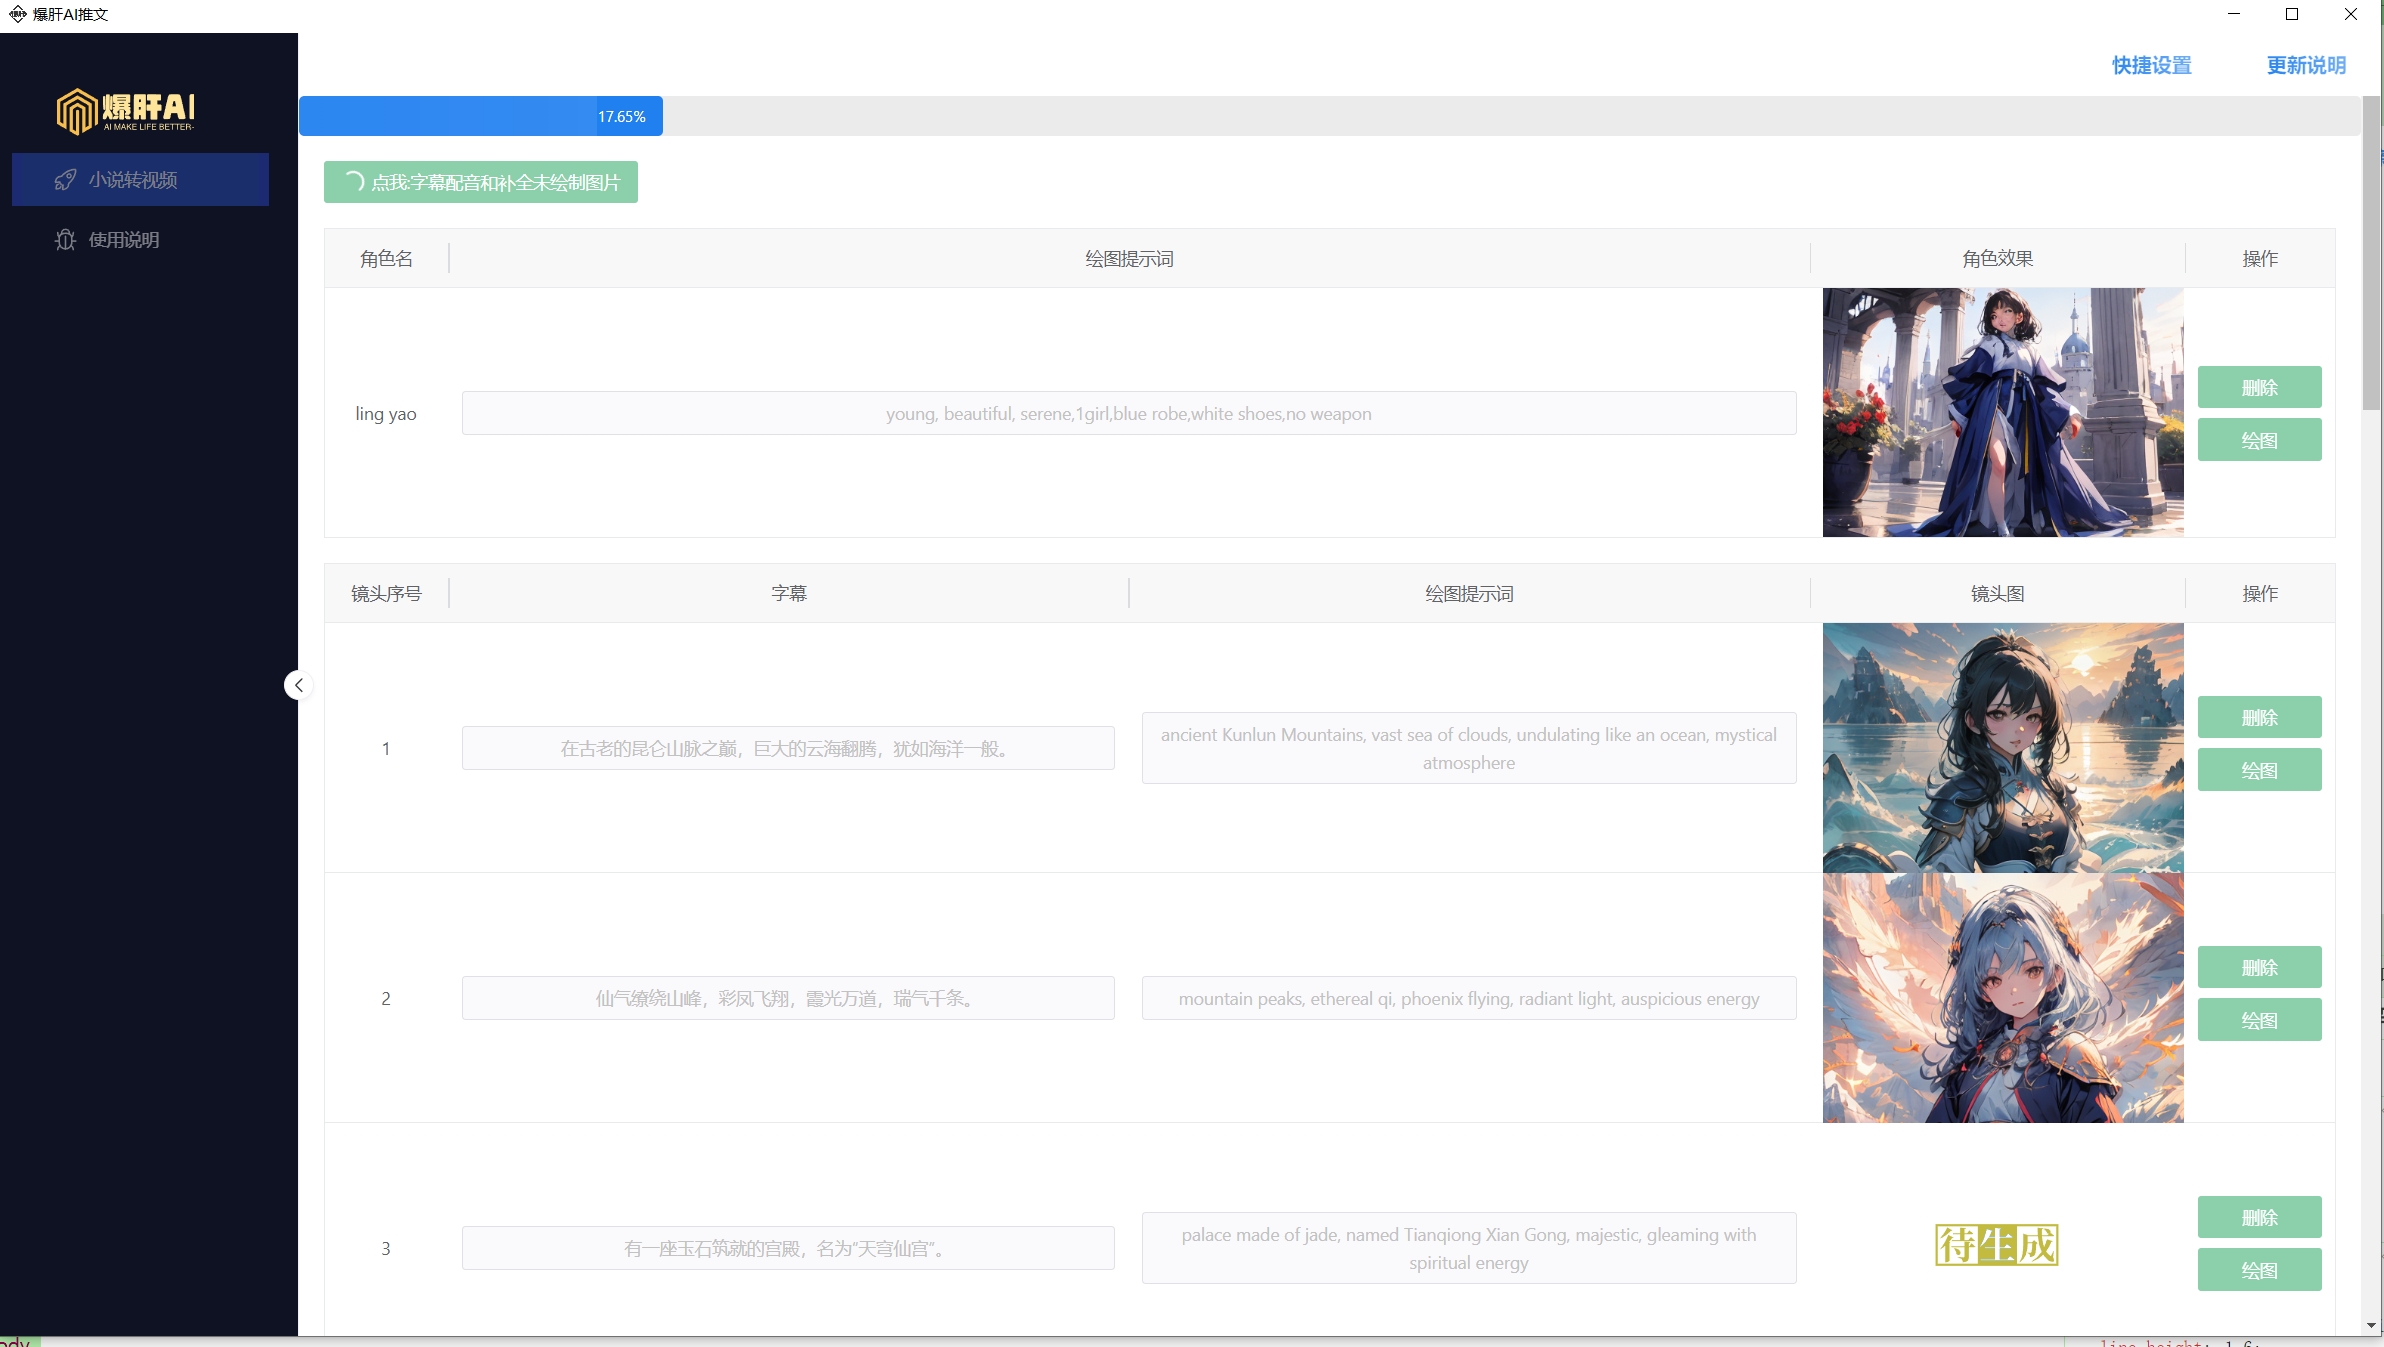 爆肝AI推文
快捷设置
更新说明
爆肝AI
AI MAKE LIFE BETTER-
小说转视频
使用说明
17.65%
点我:字幕配音和补全未绘制图片
角色名
绘图提示词
角色效果
操作
ling yao
young, beautiful, serene,1girl,blue robe,white shoes,no weapon
删除
绘图
镜头序号
字幕
绘图提示词
镜头图
操作
1
在古老的昆仑山脉之巅，巨大的云海翻腾，犹如海洋一般。
ancient Kunlun Mountains, vast sea of clouds, undulating like an ocean, mystical
atmosphere
删除
绘图
2
仙气缭绕山峰，彩凤飞翔，霞光万道，瑞气千条。
mountain peaks, ethereal qi, phoenix flying, radiant light, auspicious energy
删除
绘图
3
有一座玉石筑就的宫殿，名为“天穹仙宫”。
palace made of jade, named Tianqiong Xian Gong, majestic, gleaming with
spiritual energy
待生成
删除
绘图